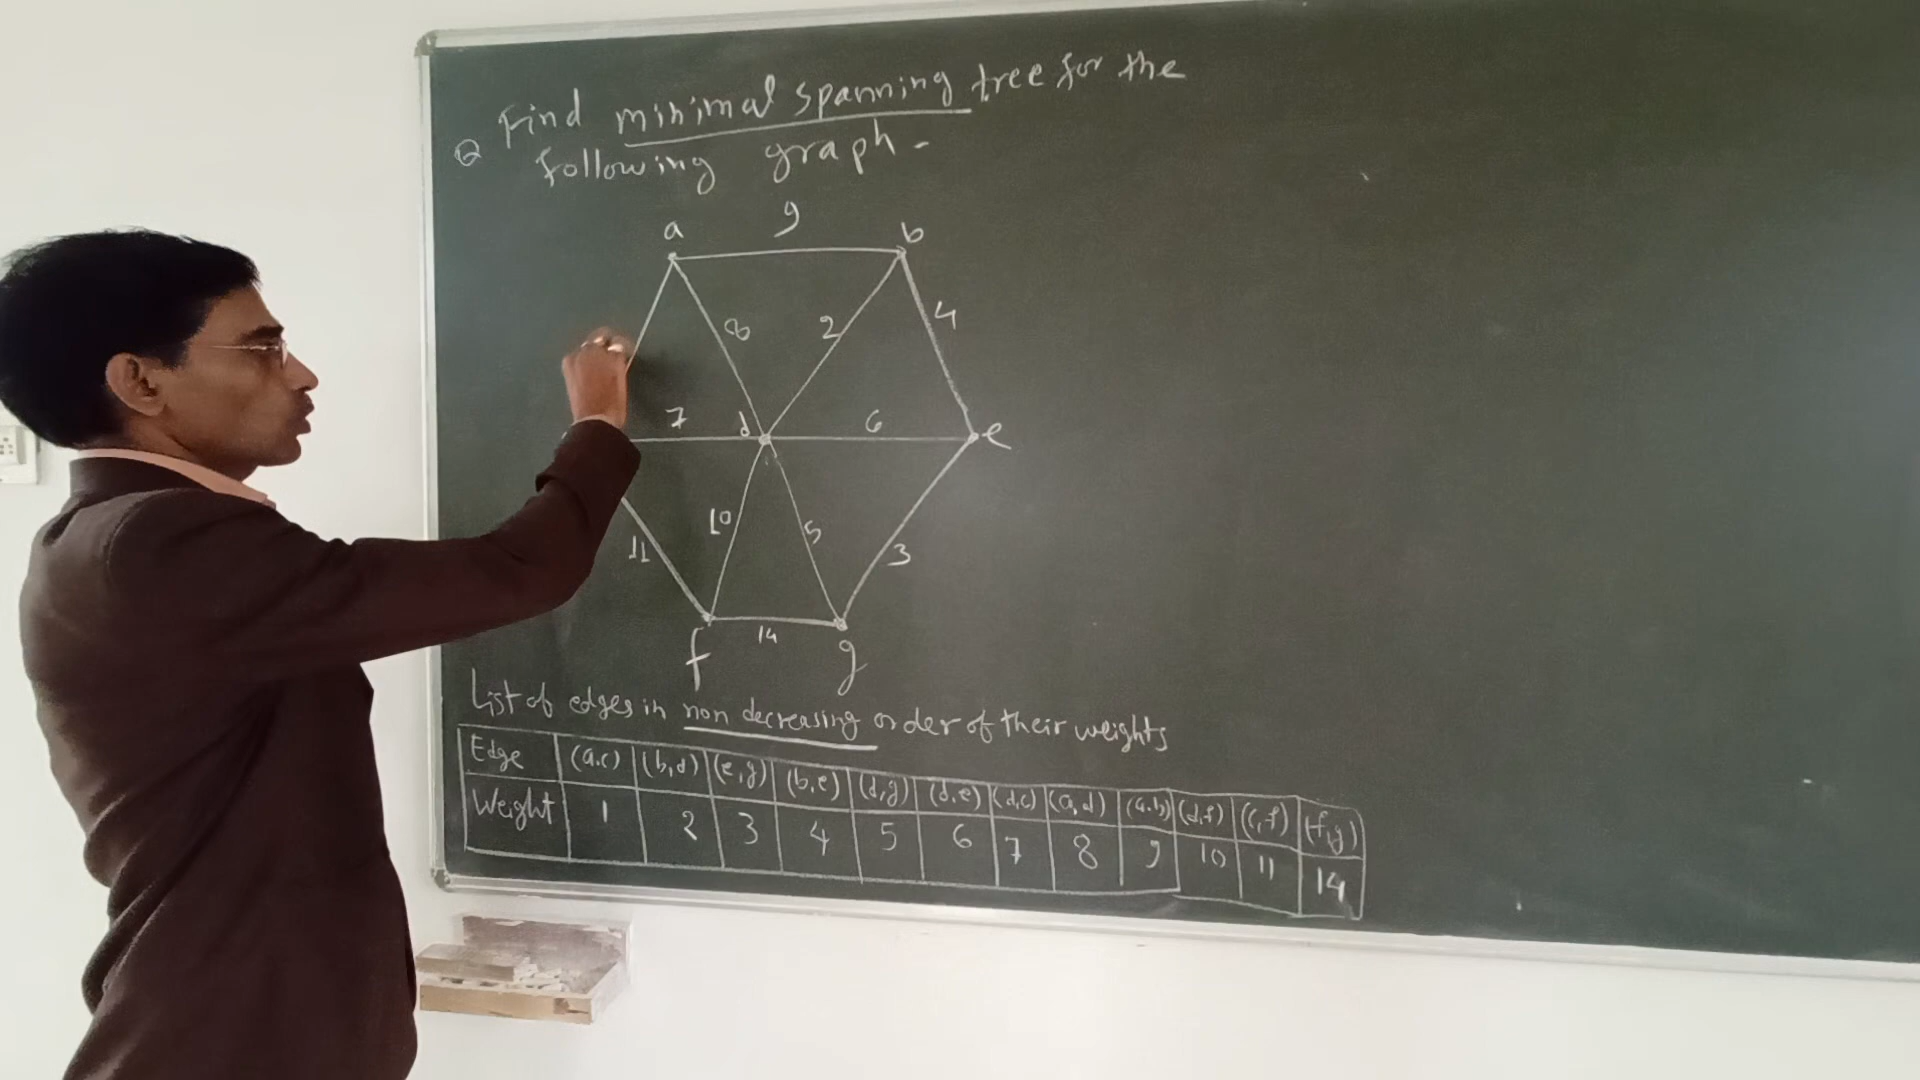 Q Find minimal spanning tree for the
following graph-
9
a b
8 2 4
7 d 6 e
11 10 5 3
14
f g
List of edges in non decreasing order of their weights
Edge (a.c) (b,d) (e,g) (b,e) (d,g) (d,e) (d,c) (a,d) (a.b) (d,f) (c,f) (f,g)
Weight 1 2 3 4 5 6 7 8 9 10 11 14